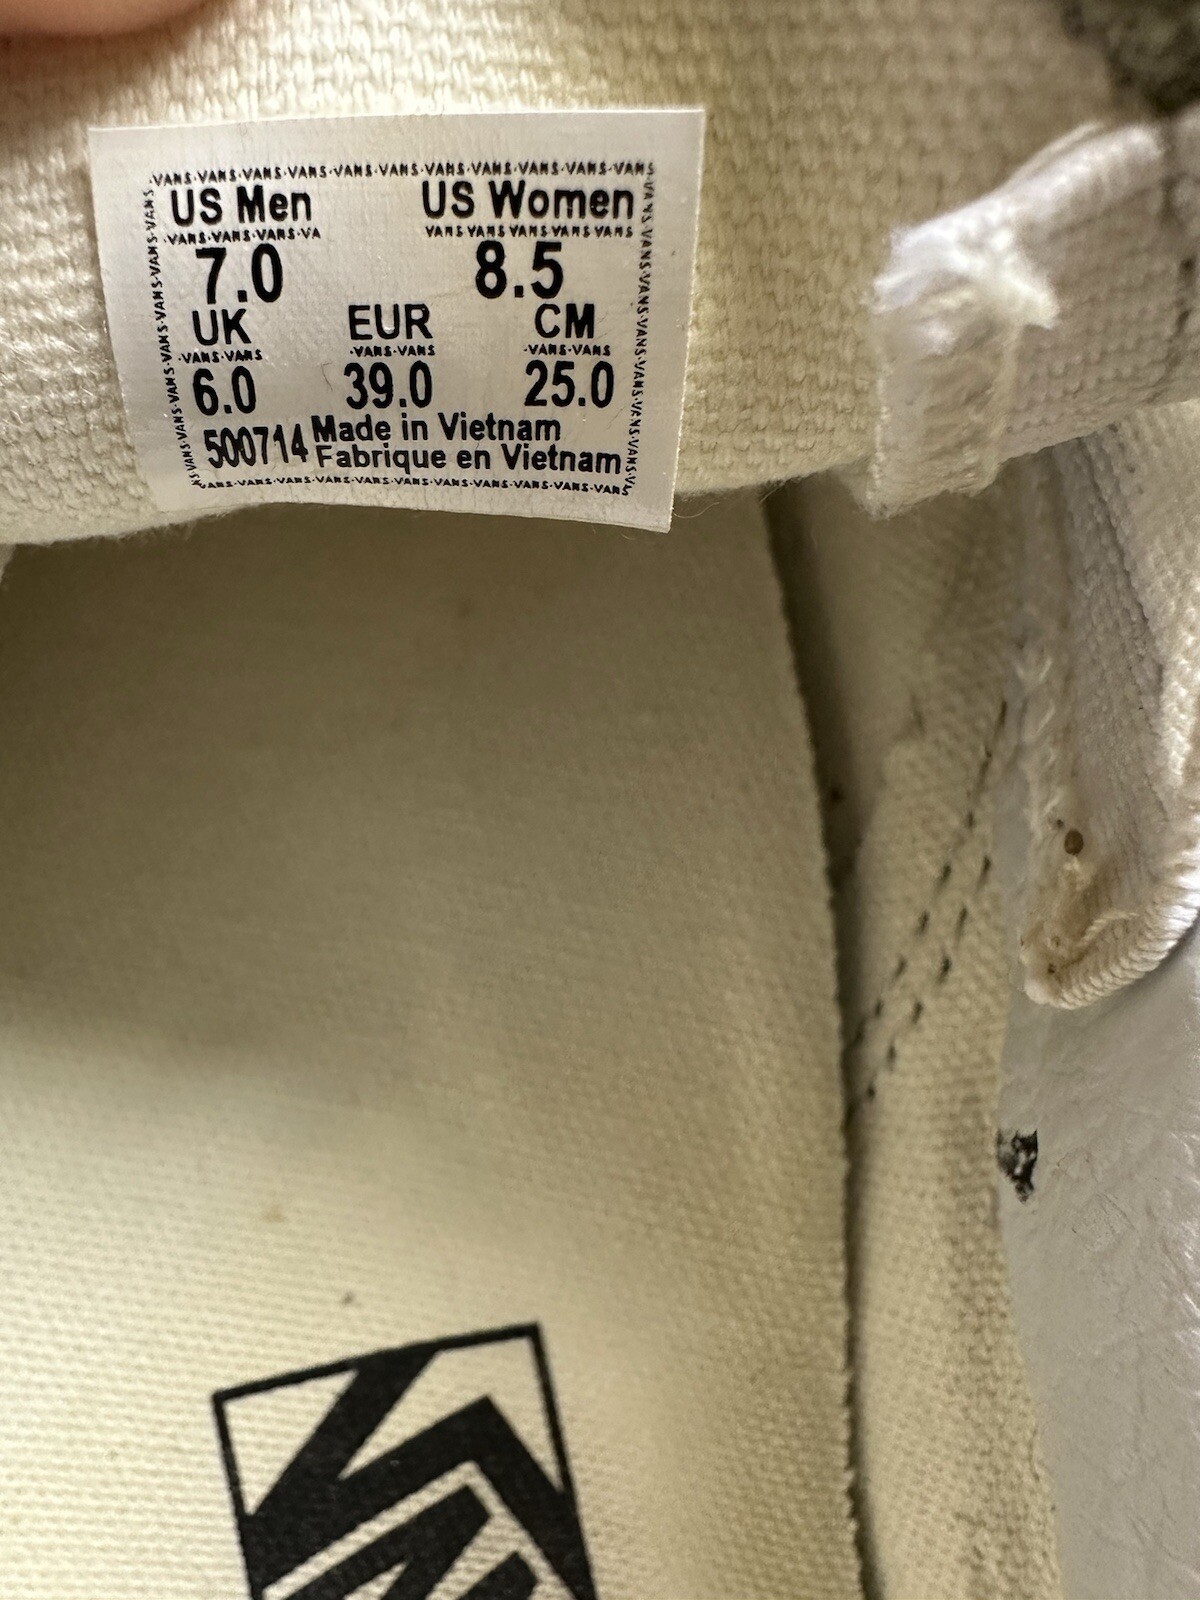 VANS·VANS·VANS·VANS·VANS·VANS·VANS·VANS·VANS·VANS·VANS
US Men US Women
VANS·VANS·VANS·VA VANS VANS VANS VANS VANS
7.0 8.5
UK EUR CM
·VANS·VANS ·VANS·VANS ·VANS·VANS
6.0 39.0 25.0
500714 Made in Vietnam
Fabrique en Vietnam